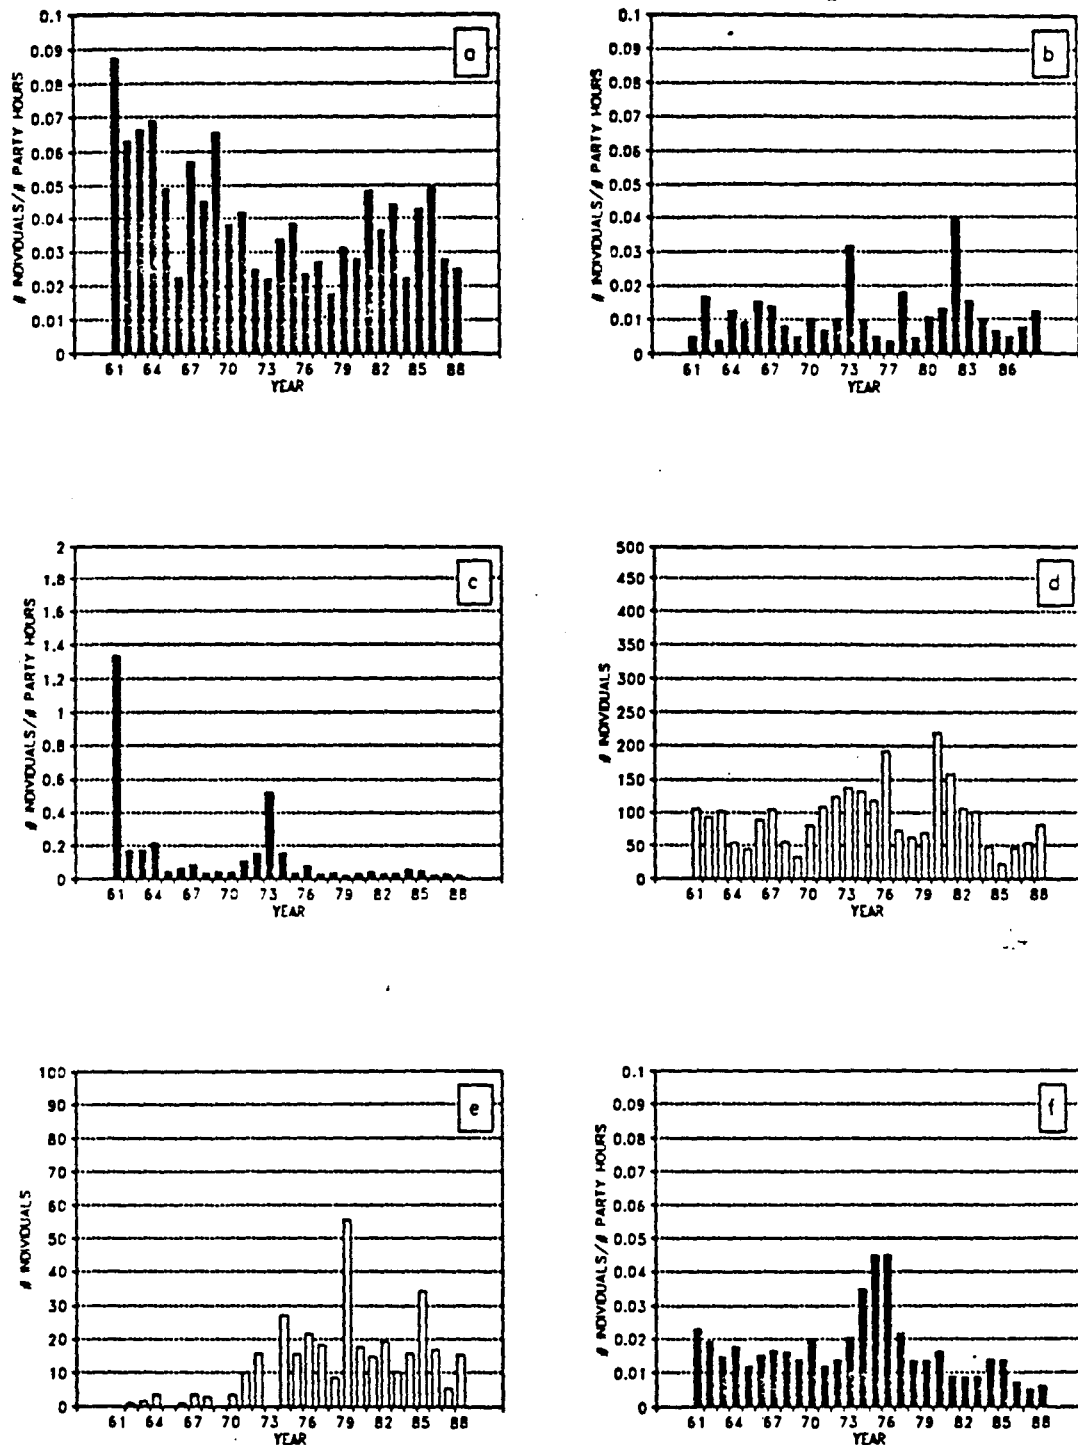 0.1
0.09
0.08
0.07
0.06
0.05
0.04
0.03
0.02
0.01
0
# INDIVIDUALS/# PARTY HOURS
a
61 64 67 70 73 76 79 82 85 88
YEAR
0.1
0.09
0.08
0.07
0.06
0.05
0.04
0.03
0.02
0.01
0
# INDIVIDUALS/# PARTY HOURS
b
61 64 67 70 73 77 80 83 86
YEAR
2
1.8
1.6
1.4
1.2
1
0.8
0.6
0.4
0.2
0
# INDIVIDUALS/# PARTY HOURS
c
61 64 67 70 73 76 79 82 85 88
YEAR
500
450
400
350
300
250
200
150
100
50
0
# INDIVIDUALS
d
61 64 67 70 73 76 79 82 85 88
YEAR
100
90
80
70
60
50
40
30
20
10
0
# INDIVIDUALS
e
61 64 67 70 73 76 79 82 85 88
YEAR
0.1
0.09
0.08
0.07
0.06
0.05
0.04
0.03
0.02
0.01
0
# INDIVIDUALS/# PARTY HOURS
f
61 64 67 70 73 76 79 82 85 88
YEAR